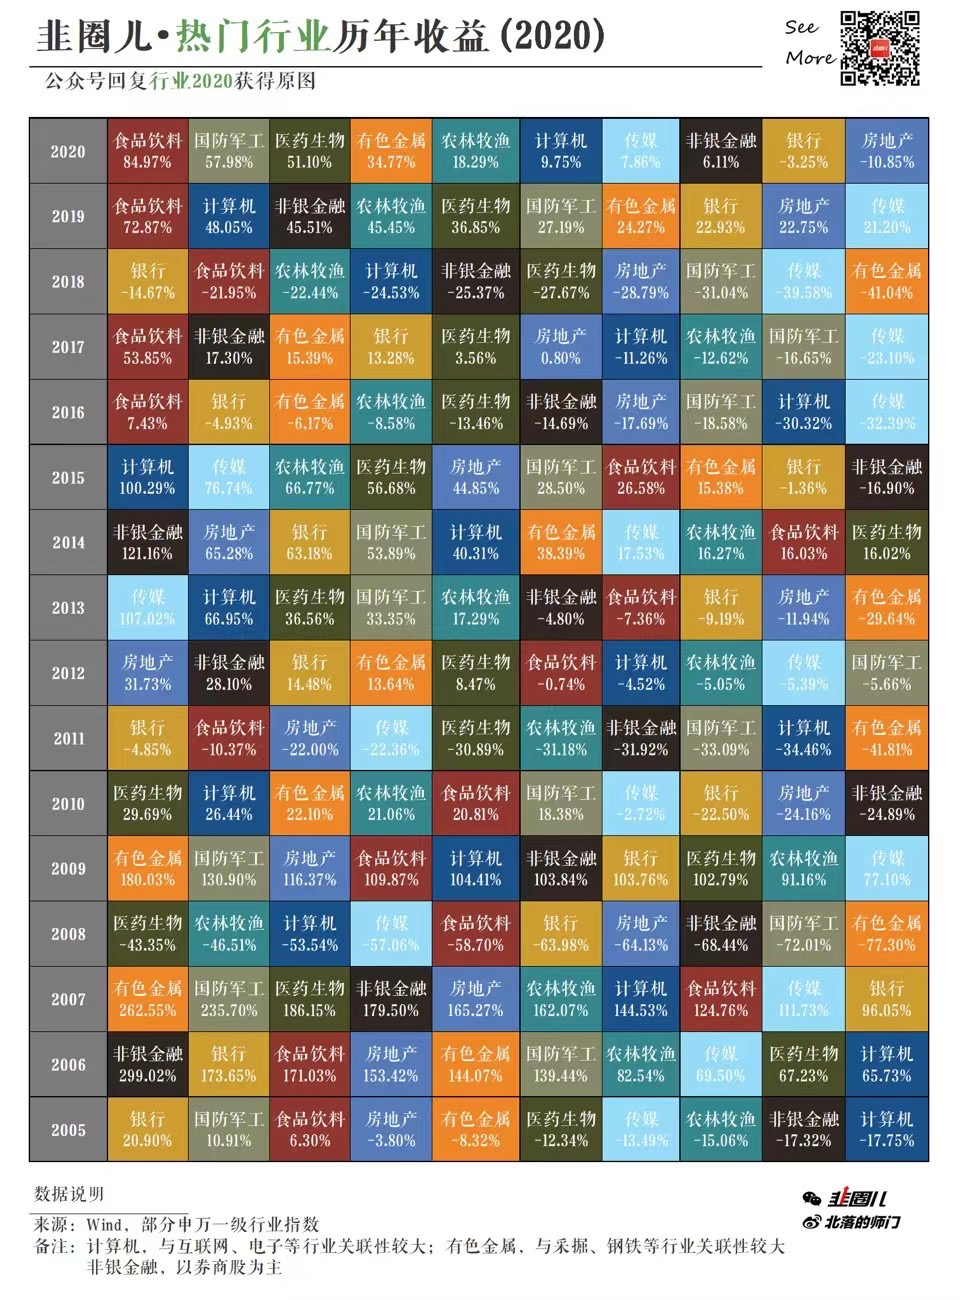 韭圈儿•热门行业历年收益(2020)
See
More
公众号回复行业2020获得原图
2020 食品饮料 国防军工 医药生物 有色金属 农林牧渔 计算机 传媒 非银金融 银行 房地产
84.97% 57.98% 51.10% 34.77% 18.29% 9.75% 7.86% 6.11% -3.25% -10.85%
2019 食品饮料 计算机 非银金融 农林牧渔 医药生物 国防军工 有色金属 银行 房地产 传媒
72.87% 48.05% 45.51% 45.45% 36.85% 27.19% 24.27% 22.93% 22.75% 21.20%
2018 银行 食品饮料 农林牧渔 计算机 非银金融 医药生物 房地产 国防军工 传媒 有色金属
-14.67% -21.95% -22.44% -24.53% -25.37% -27.67% -28.79% -31.04% -39.58% -41.04%
2017 食品饮料 非银金融 有色金属 银行 医药生物 房地产 计算机 农林牧渔 国防军工 传媒
53.85% 17.30% 15.39% 13.28% 3.56% 0.80% -11.26% -12.62% -16.65% -23.10%
2016 食品饮料 银行 有色金属 农林牧渔 医药生物 非银金融 房地产 国防军工 计算机 传媒
7.43% -4.93% -6.17% -8.58% -13.46% -14.69% -17.69% -18.58% -30.32% -32.39%
2015 计算机 传媒 农林牧渔 医药生物 房地产 国防军工 食品饮料 有色金属 银行 非银金融
100.29% 76.74% 66.77% 56.68% 44.85% 28.50% 26.58% 15.38% -1.36% -16.90%
2014 非银金融 房地产 银行 国防军工 计算机 有色金属 传媒 农林牧渔 食品饮料 医药生物
121.16% 65.28% 63.18% 53.89% 40.31% 38.39% 17.53% 16.27% 16.03% 16.02%
2013 传媒 计算机 医药生物 国防军工 农林牧渔 非银金融 食品饮料 银行 房地产 有色金属
107.02% 66.95% 36.56% 33.35% 17.29% -4.80% -7.36% -9.19% -11.94% -29.64%
2012 房地产 非银金融 银行 有色金属 医药生物 食品饮料 计算机 农林牧渔 传媒 国防军工
31.73% 28.10% 14.48% 13.64% 8.47% -0.74% -4.52% -5.05% -5.39% -5.66%
2011 银行 食品饮料 房地产 传媒 医药生物 农林牧渔 非银金融 国防军工 计算机 有色金属
-4.85% -10.37% -22.00% -22.36% -30.89% -31.18% -31.92% -33.09% -34.46% -41.81%
2010 医药生物 计算机 有色金属 农林牧渔 食品饮料 国防军工 传媒 银行 房地产 非银金融
29.69% 26.44% 22.10% 21.06% 20.81% 18.38% -2.72% -22.50% -24.16% -24.89%
2009 有色金属 国防军工 房地产 食品饮料 计算机 非银金融 银行 医药生物 农林牧渔 传媒
180.03% 130.90% 116.37% 109.87% 104.41% 103.84% 103.76% 102.79% 91.16% 77.10%
2008 医药生物 农林牧渔 计算机 传媒 食品饮料 银行 房地产 非银金融 国防军工 有色金属
-43.35% -46.51% -53.54% -57.06% -58.70% -63.98% -64.13% -68.44% -72.01% -77.30%
2007 有色金属 国防军工 医药生物 非银金融 房地产 农林牧渔 计算机 食品饮料 传媒 银行
262.55% 235.70% 186.15% 179.50% 165.27% 162.07% 144.53% 124.76% 111.73% 96.05%
2006 非银金融 银行 食品饮料 房地产 有色金属 国防军工 农林牧渔 传媒 医药生物 计算机
299.02% 173.65% 171.03% 153.42% 144.07% 139.44% 82.54% 69.50% 67.23% 65.73%
2005 银行 国防军工 食品饮料 房地产 有色金属 医药生物 传媒 农林牧渔 非银金融 计算机
20.90% 10.91% 6.30% -3.80% -8.32% -12.34% -13.49% -15.06% -17.32% -17.75%
数据说明
韭圈儿
来源：Wind，部分申万一级行业指数
北落的师门
备注：计算机，与互联网、电子等行业关联性较大；有色金属，与采掘、钢铁等行业关联性较大
非银金融，以券商股为主